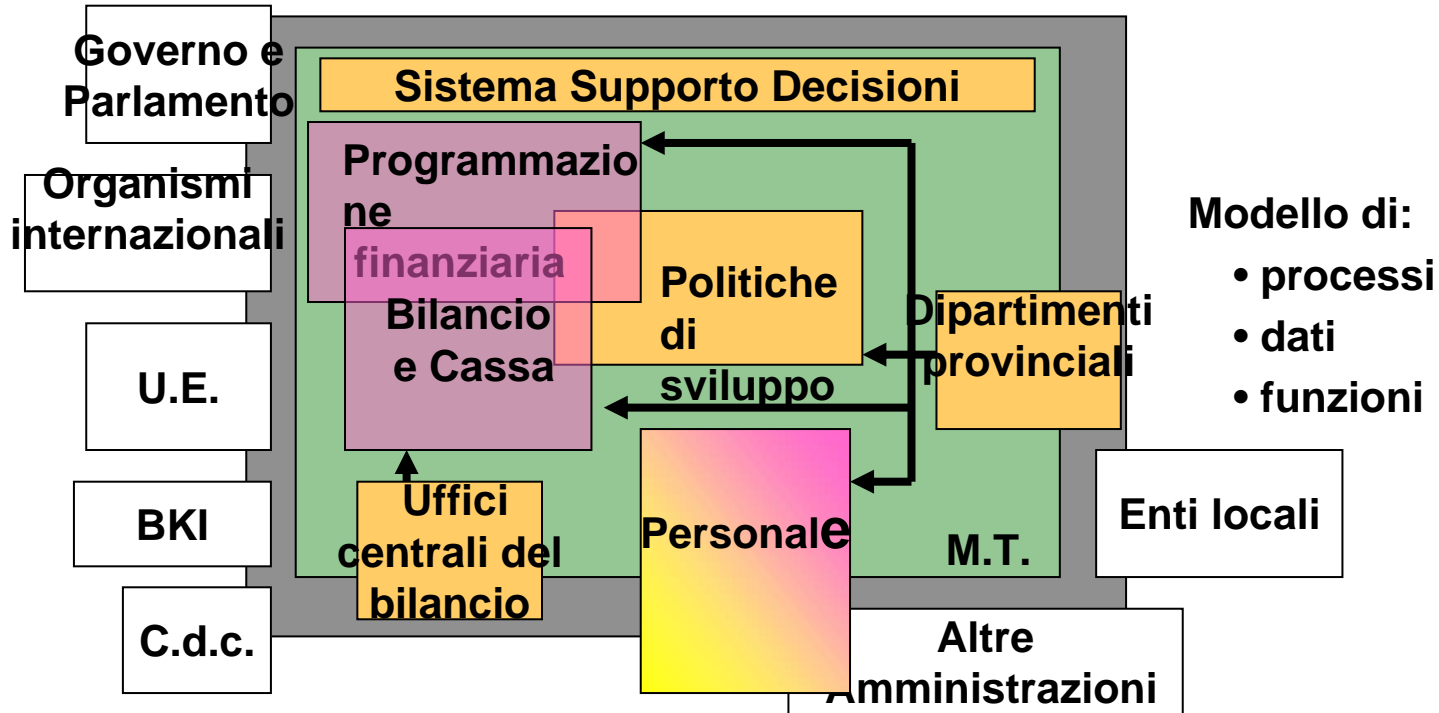 Governo e
Parlamento
Sistema Supporto Decisioni
Organismi
internazionali
Programmazio
ne
finanziaria
Bilancio
e Cassa
Politiche
di
sviluppo
Dipartimenti
provinciali
Modello di:
• processi
• dati
• funzioni
U.E.
BKI
Uffici
centrali del
bilancio
Personale
M.T.
Enti locali
C.d.c.
Altre
Amministrazioni